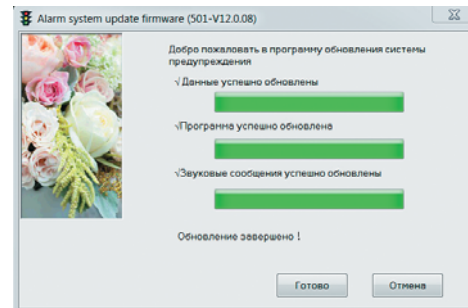 Alarm system update firmware (501-V12.0.08)
Добро пожаловать в программу обновления системы
предупреждения
√Данные успешно обновлены
√Программа успешно обновлена
√Звуковые сообщения успешно обновлены
Обновление завершено !
Готово
Отмена